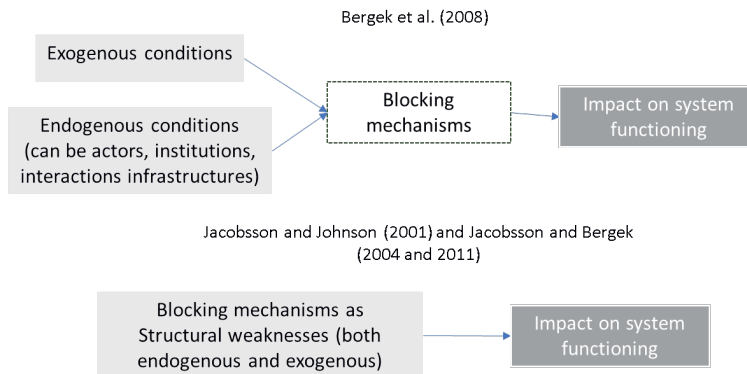 Bergek et al. (2008)
Exogenous conditions
Endogenous conditions
(can be actors, institutions,
interactions infrastructures)
Blocking
mechanisms
Impact on system
functioning
Jacobsson and Johnson (2001) and Jacobsson and Bergek
(2004 and 2011)
Blocking mechanisms as
Structural weaknesses (both
endogenous and exogenous)
Impact on system
functioning